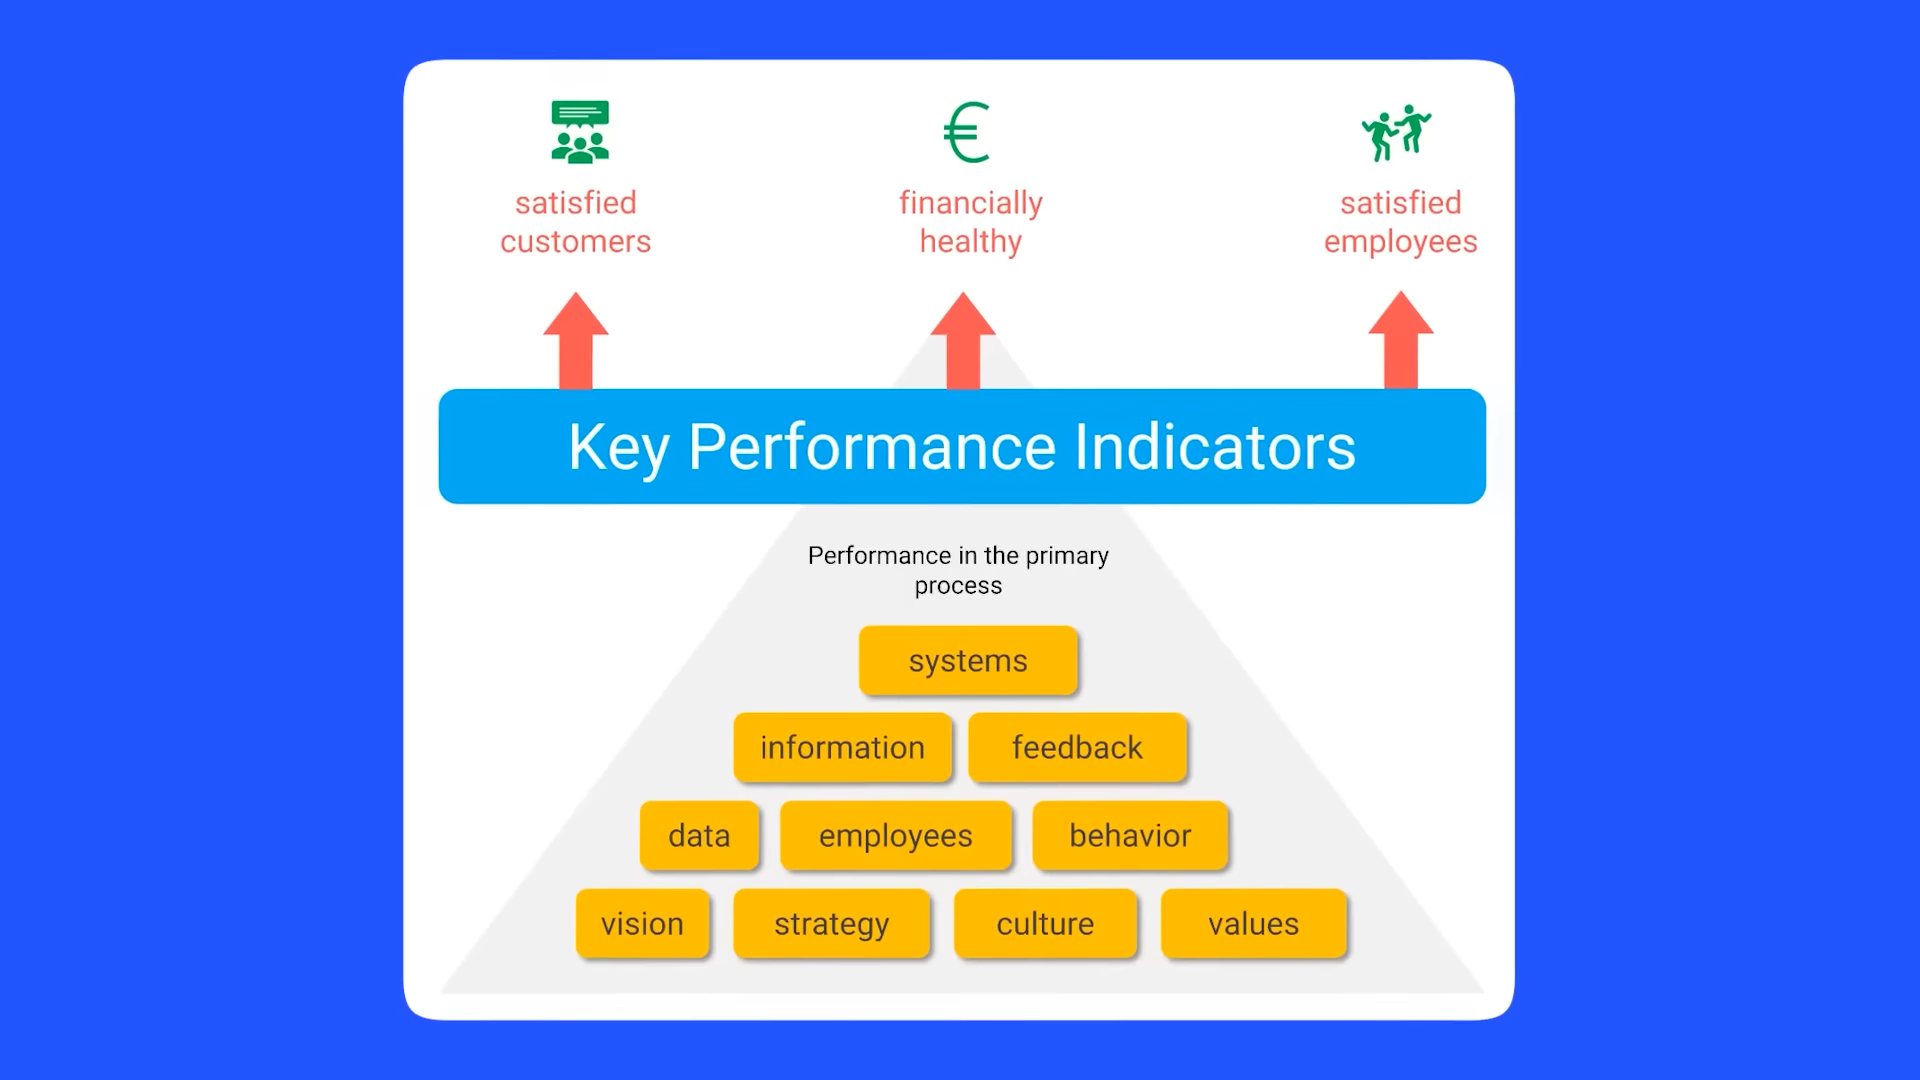 satisfied
customers
financially
healthy
satisfied
employees
Key Performance Indicators
Performance in the primary
process
systems
information
feedback
data
employees
behavior
vision
strategy
culture
values